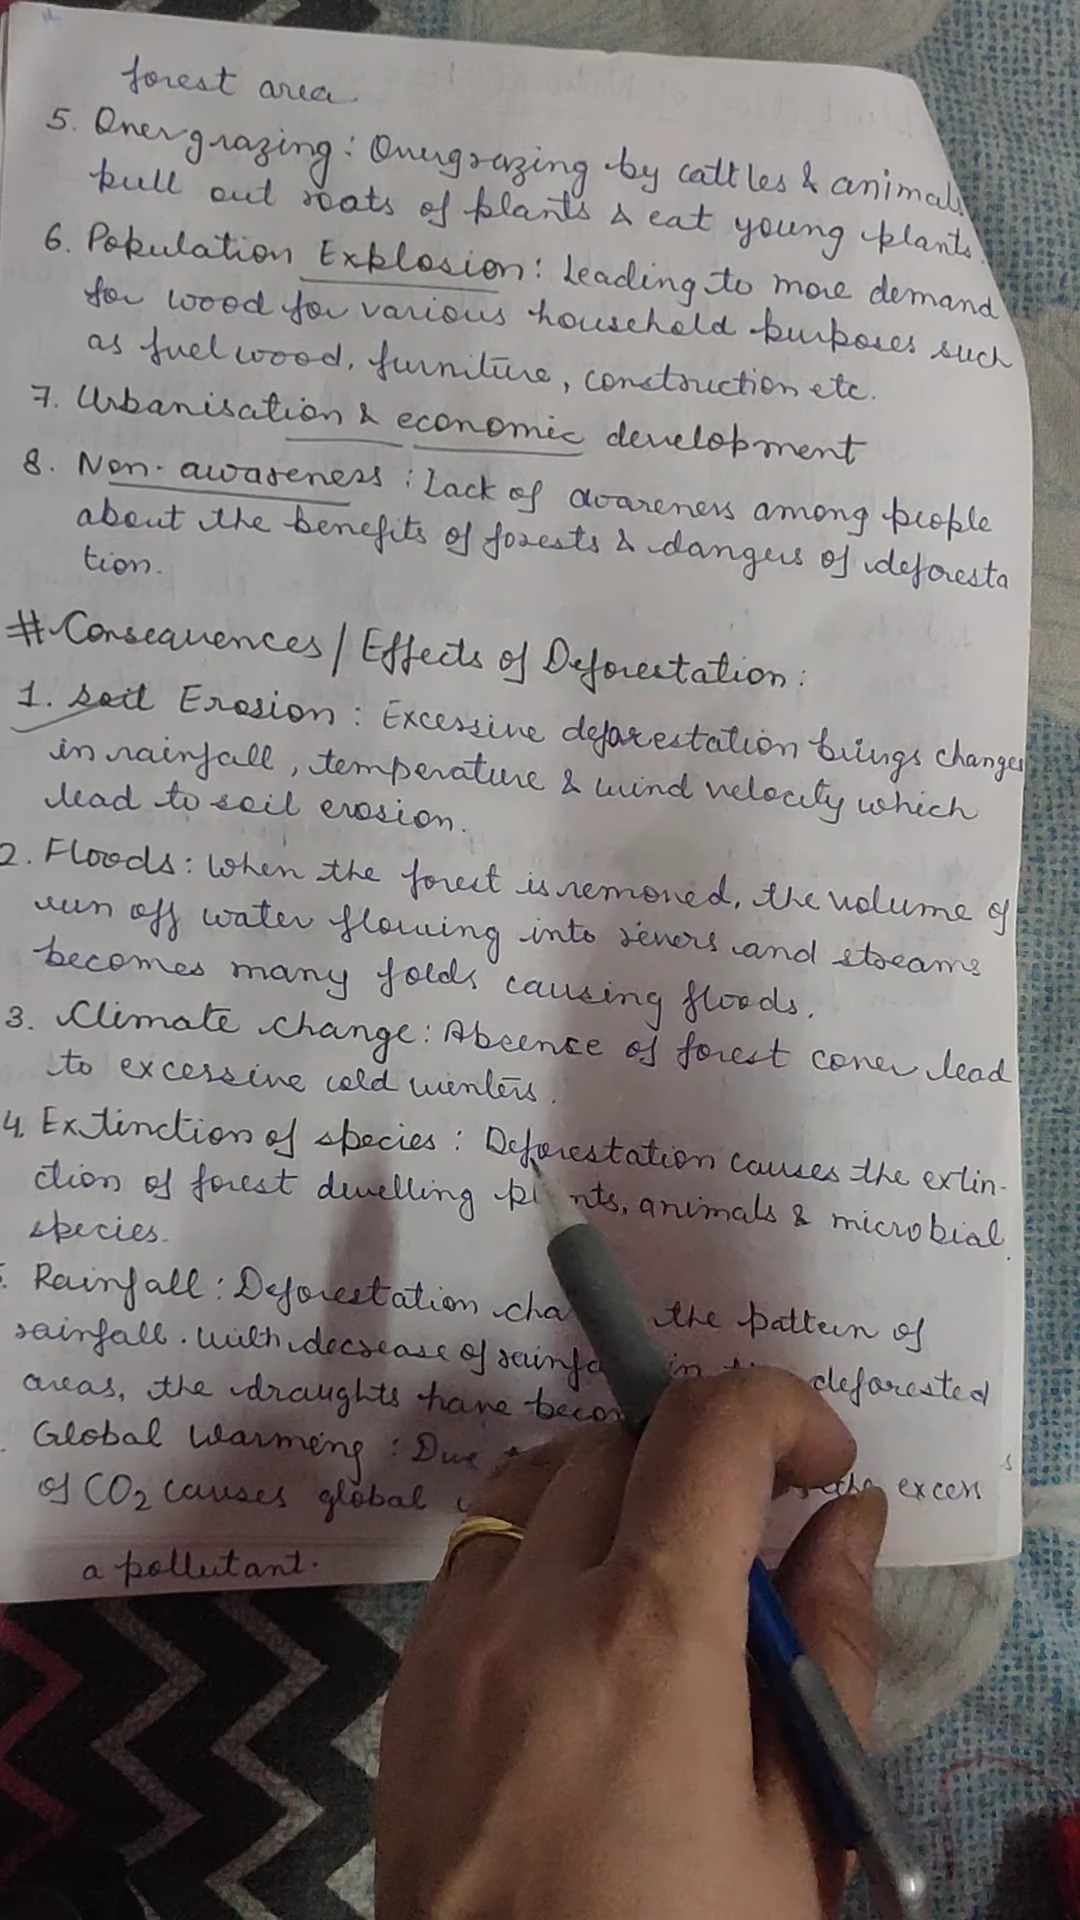 forest area
5. Overgrazing : Overgrazing by cattles & animals
pull out roots of plants & eat young plants.
6. Population Explosion : Leading to more demand
for wood for various household purposes such
as fuel wood, furniture, construction etc.
7. Urbanisation & economic development
8. Non-awareness : Lack of avareness among people
about the benefits of forests & dangers of deforesta
tion.
# Consequences / Effects of Deforestation :
1. Soil Erosion : Excessive deforestation brings changes
in rainfall, temperature & wind velocity which
lead to soil erosion.
2. Floods : When the forest is removed, the volume of
run off water flowing into rivers and streams
becomes many folds causing floods.
3. Climate change : Absence of forest cover lead
to excessive cold winters.
4. Extinction of species : Deforestation causes the extin-
ction of forest dwelling animals & microbial
species.
Rainfall : Deforestation the pattern of
rainfall. With decrease of in deforested
areas, the draughts have
Global Warming : Due
of CO2 causes global the excess
a pollutant.